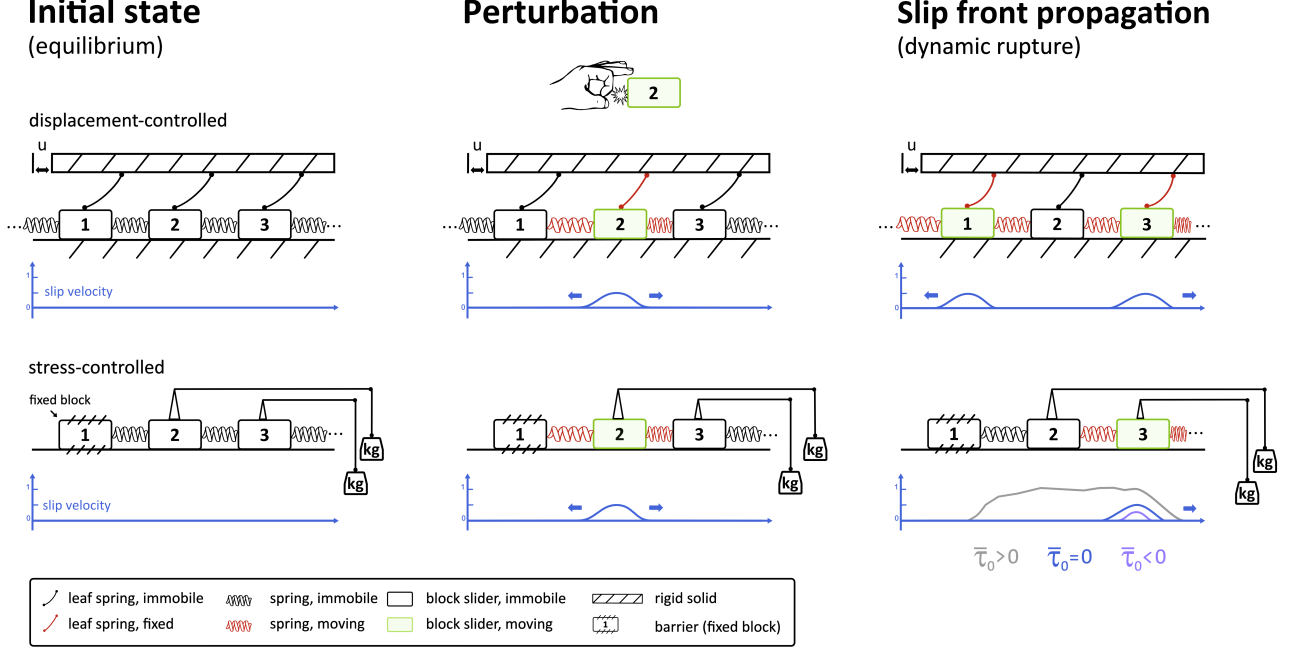 Initial state
(equilibrium)
Perturbation
Slip front propagation
(dynamic rupture)
2
displacement-controlled
u
u
u
... 1 2 3 ...
... 1 2 3 ...
... 1 2 3 ...
1
slip velocity
0
1
0
1
0
stress-controlled
fixed block
1 2 3 ...
kg
kg
1 2 3 ...
kg
kg
1 2 3 ...
kg
kg
1
slip velocity
0
1
0
1
0
τ̅₀>0 τ̅₀=0 τ̅₀<0
leaf spring, immobile
spring, immobile
block slider, immobile
rigid solid
leaf spring, fixed
spring, moving
block slider, moving
1
barrier (fixed block)